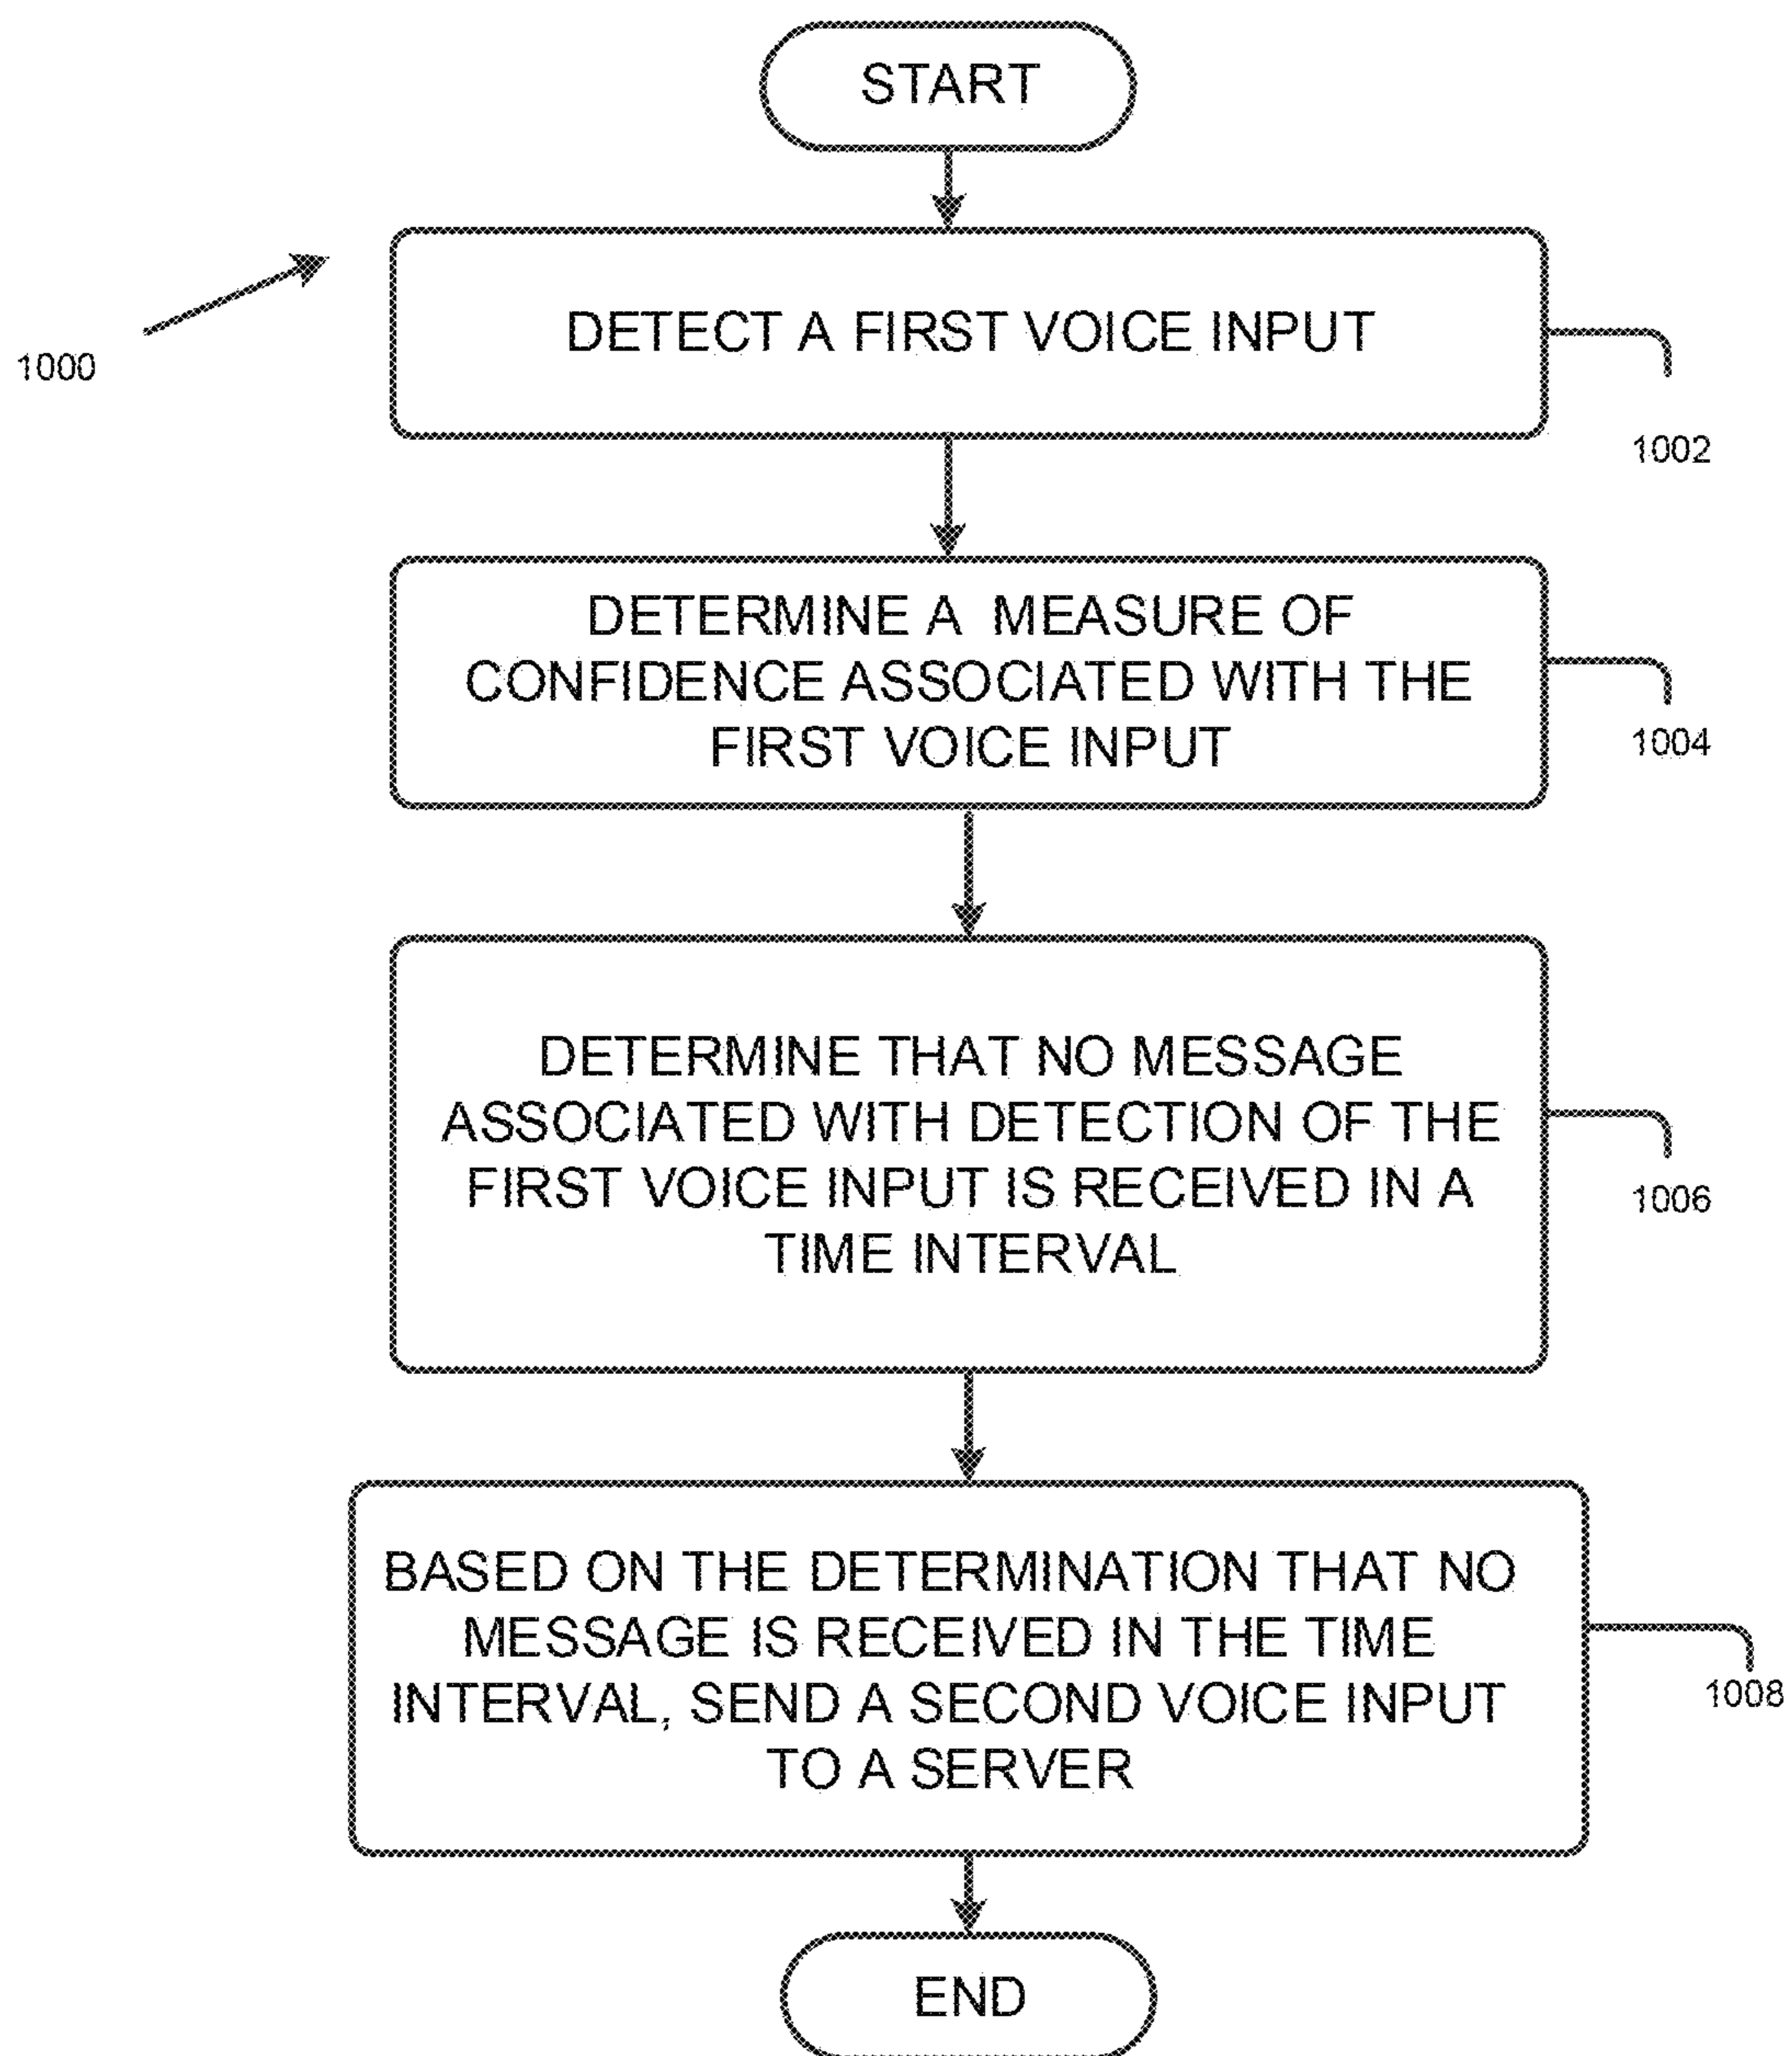 START
1000
DETECT A FIRST VOICE INPUT
1002
DETERMINE A MEASURE OF
CONFIDENCE ASSOCIATED WITH THE
FIRST VOICE INPUT
1004
DETERMINE THAT NO MESSAGE
ASSOCIATED WITH DETECTION OF THE
FIRST VOICE INPUT IS RECEIVED IN A
TIME INTERVAL
1006
BASED ON THE DETERMINATION THAT NO
MESSAGE IS RECEIVED IN THE TIME
INTERVAL, SEND A SECOND VOICE INPUT
TO A SERVER
1008
END